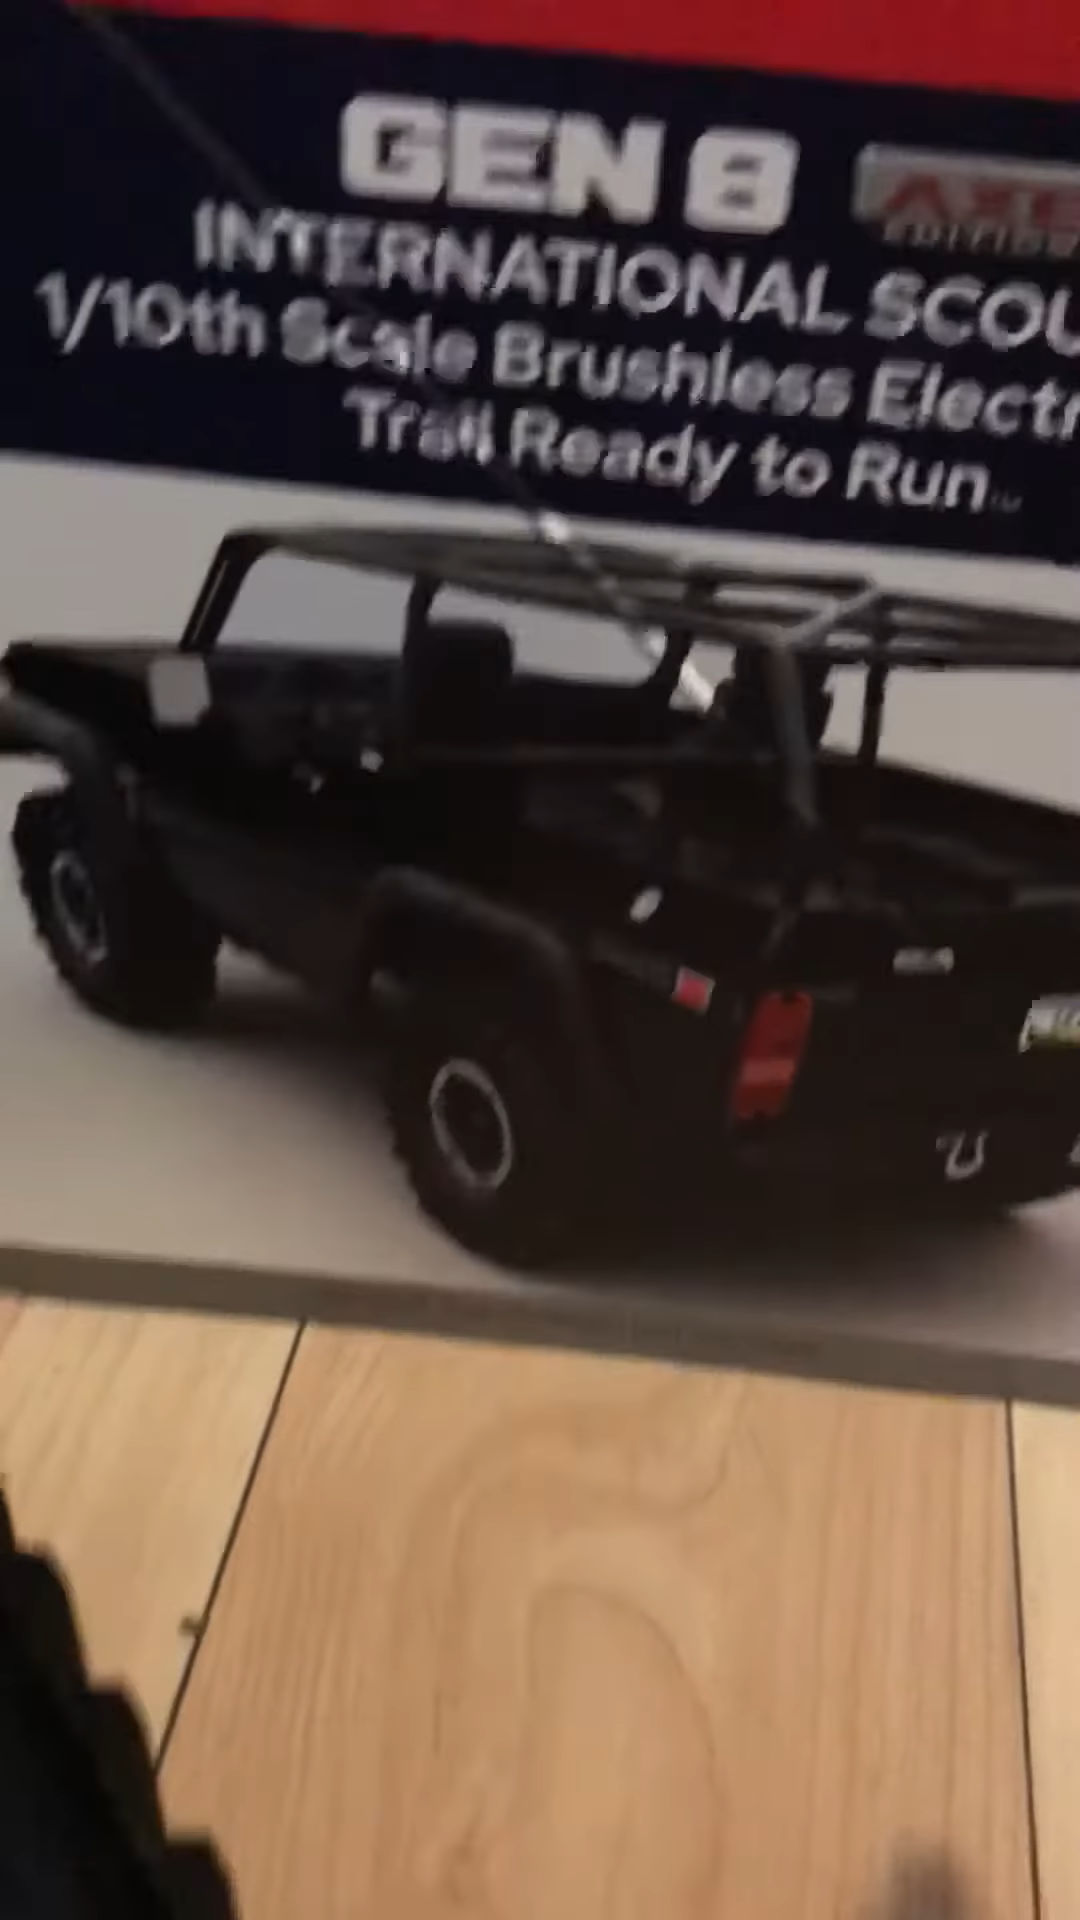 GEN 8
INTERNATIONAL SCOU
1/10th Scale Brushless Electr
Trail Ready to Run